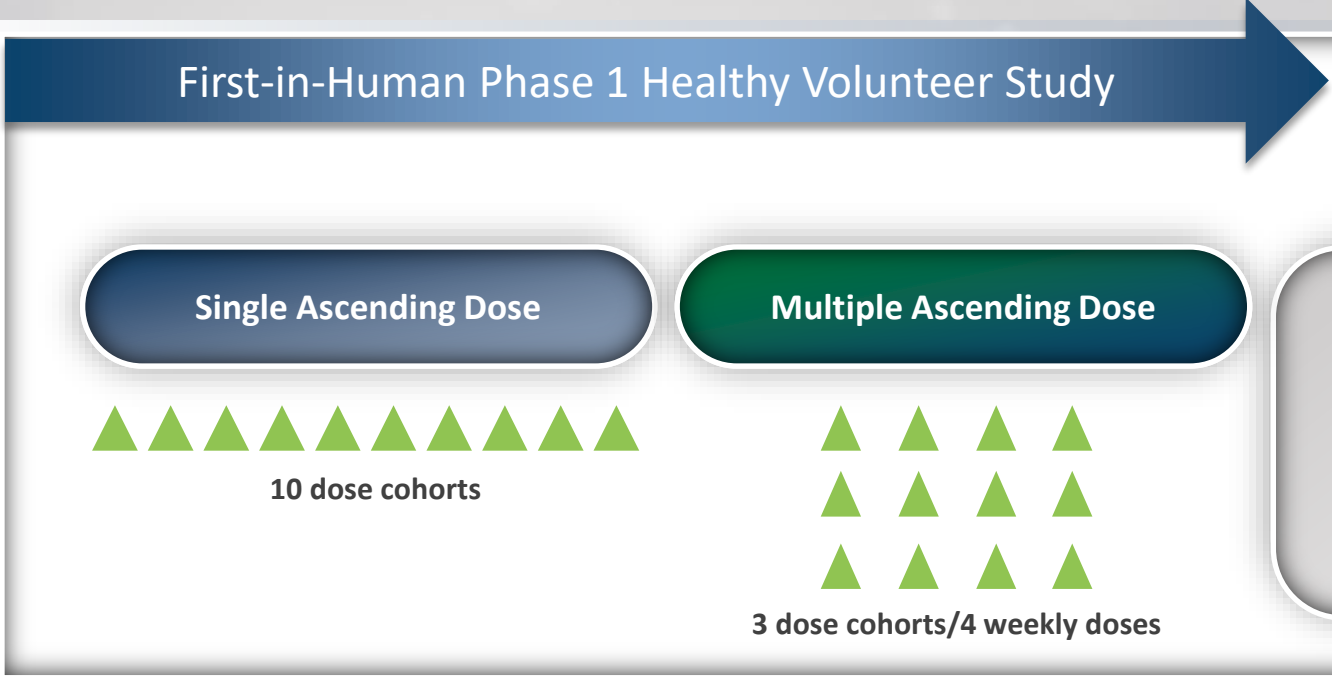 First-in-Human Phase 1 Healthy Volunteer Study
Single Ascending Dose
Multiple Ascending Dose
10 dose cohorts
3 dose cohorts/4 weekly doses